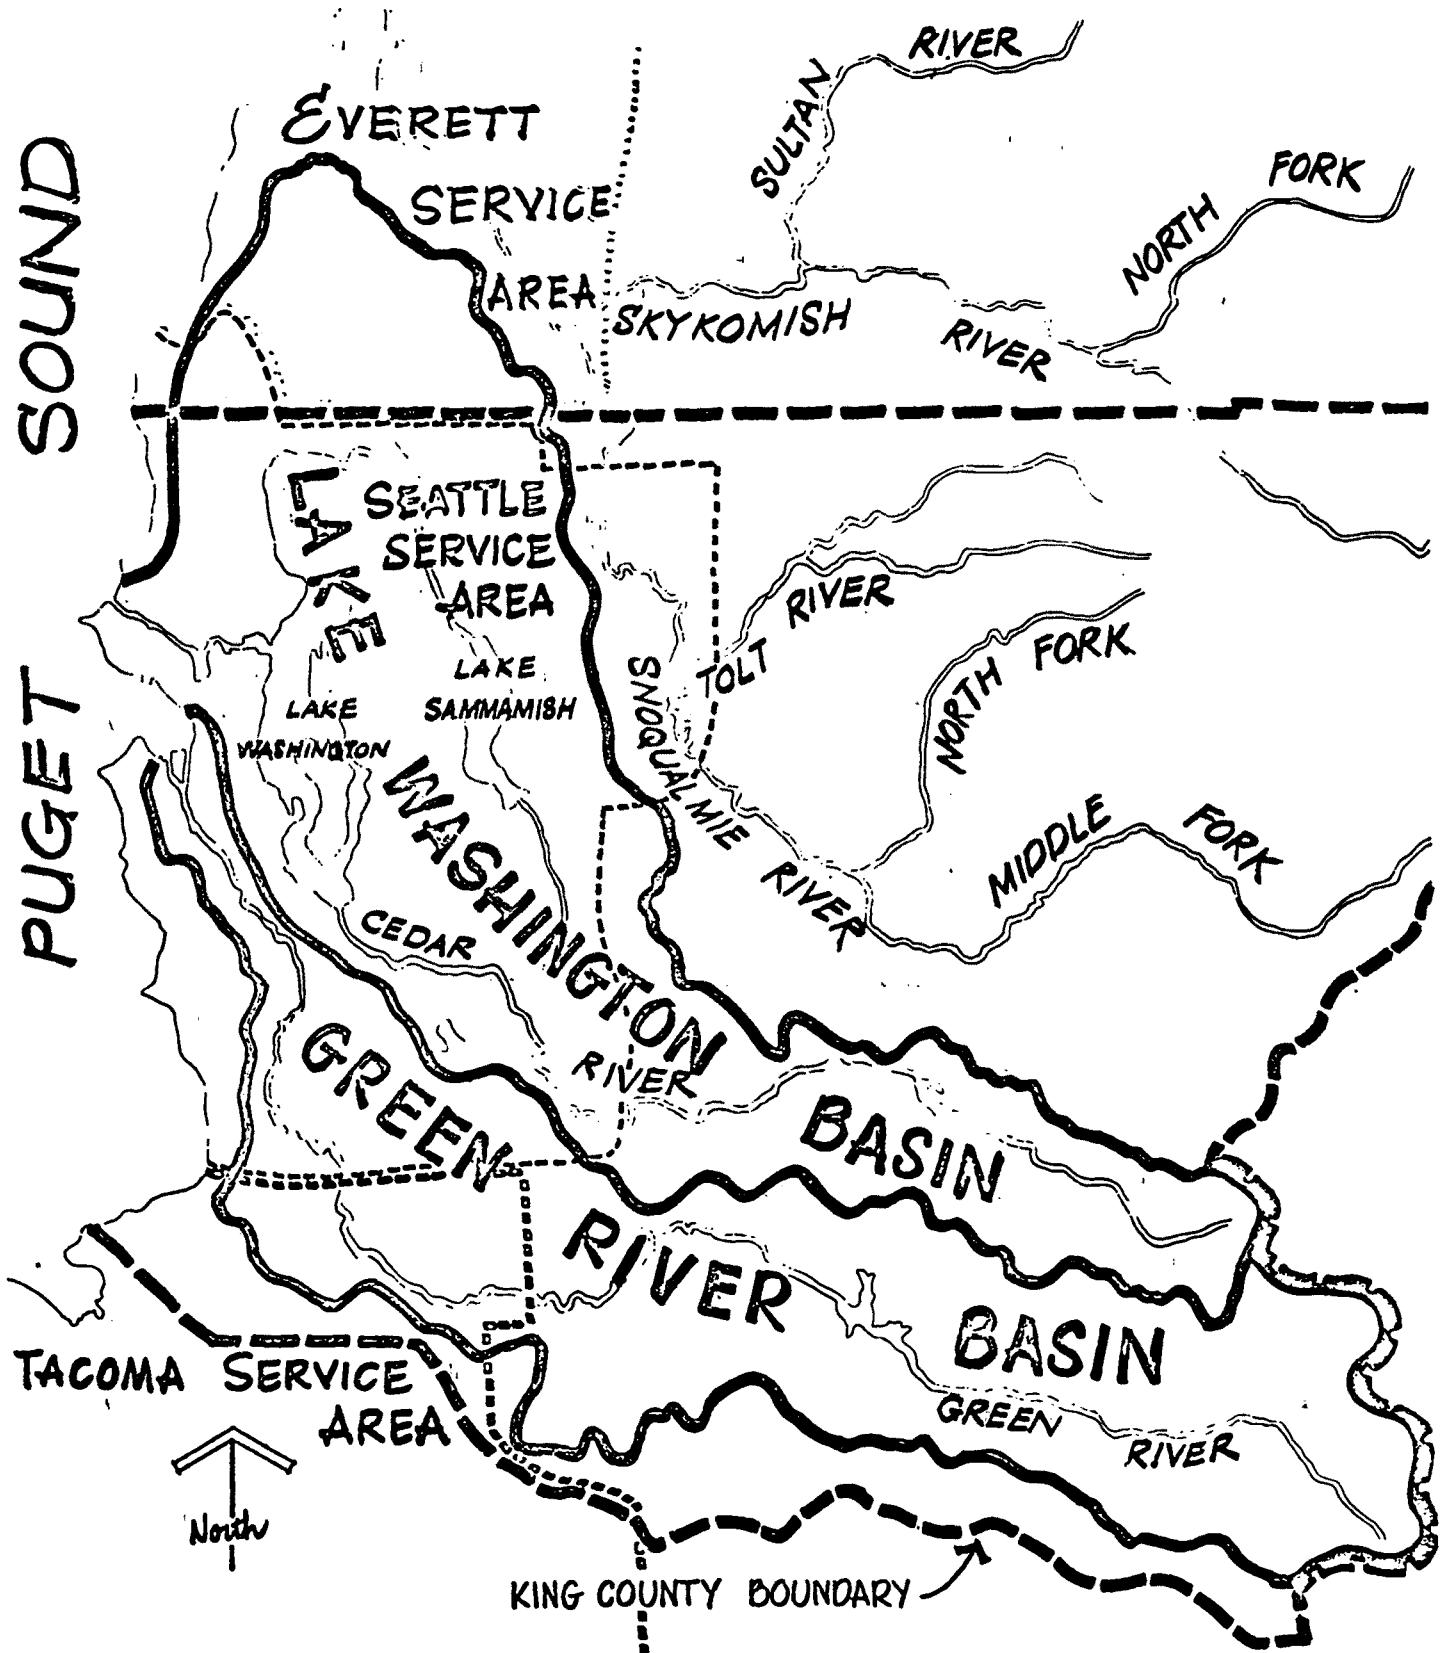 RIVER
SULTAN
EVERETT
SERVICE
AREA
NORTH FORK
SKYKOMISH RIVER
PUGET SOUND
LAKE
SEATTLE
SERVICE
AREA
TOLT RIVER
NORTH FORK
LAKE
SAMMAMISH
LAKE
WASHINGTON
SNOQUALMIE RIVER
MIDDLE FORK
WASHINGTON
CEDAR
RIVER
BASIN
GREEN
RIVER
BASIN
GREEN RIVER
TACOMA SERVICE
AREA
North
KING COUNTY BOUNDARY